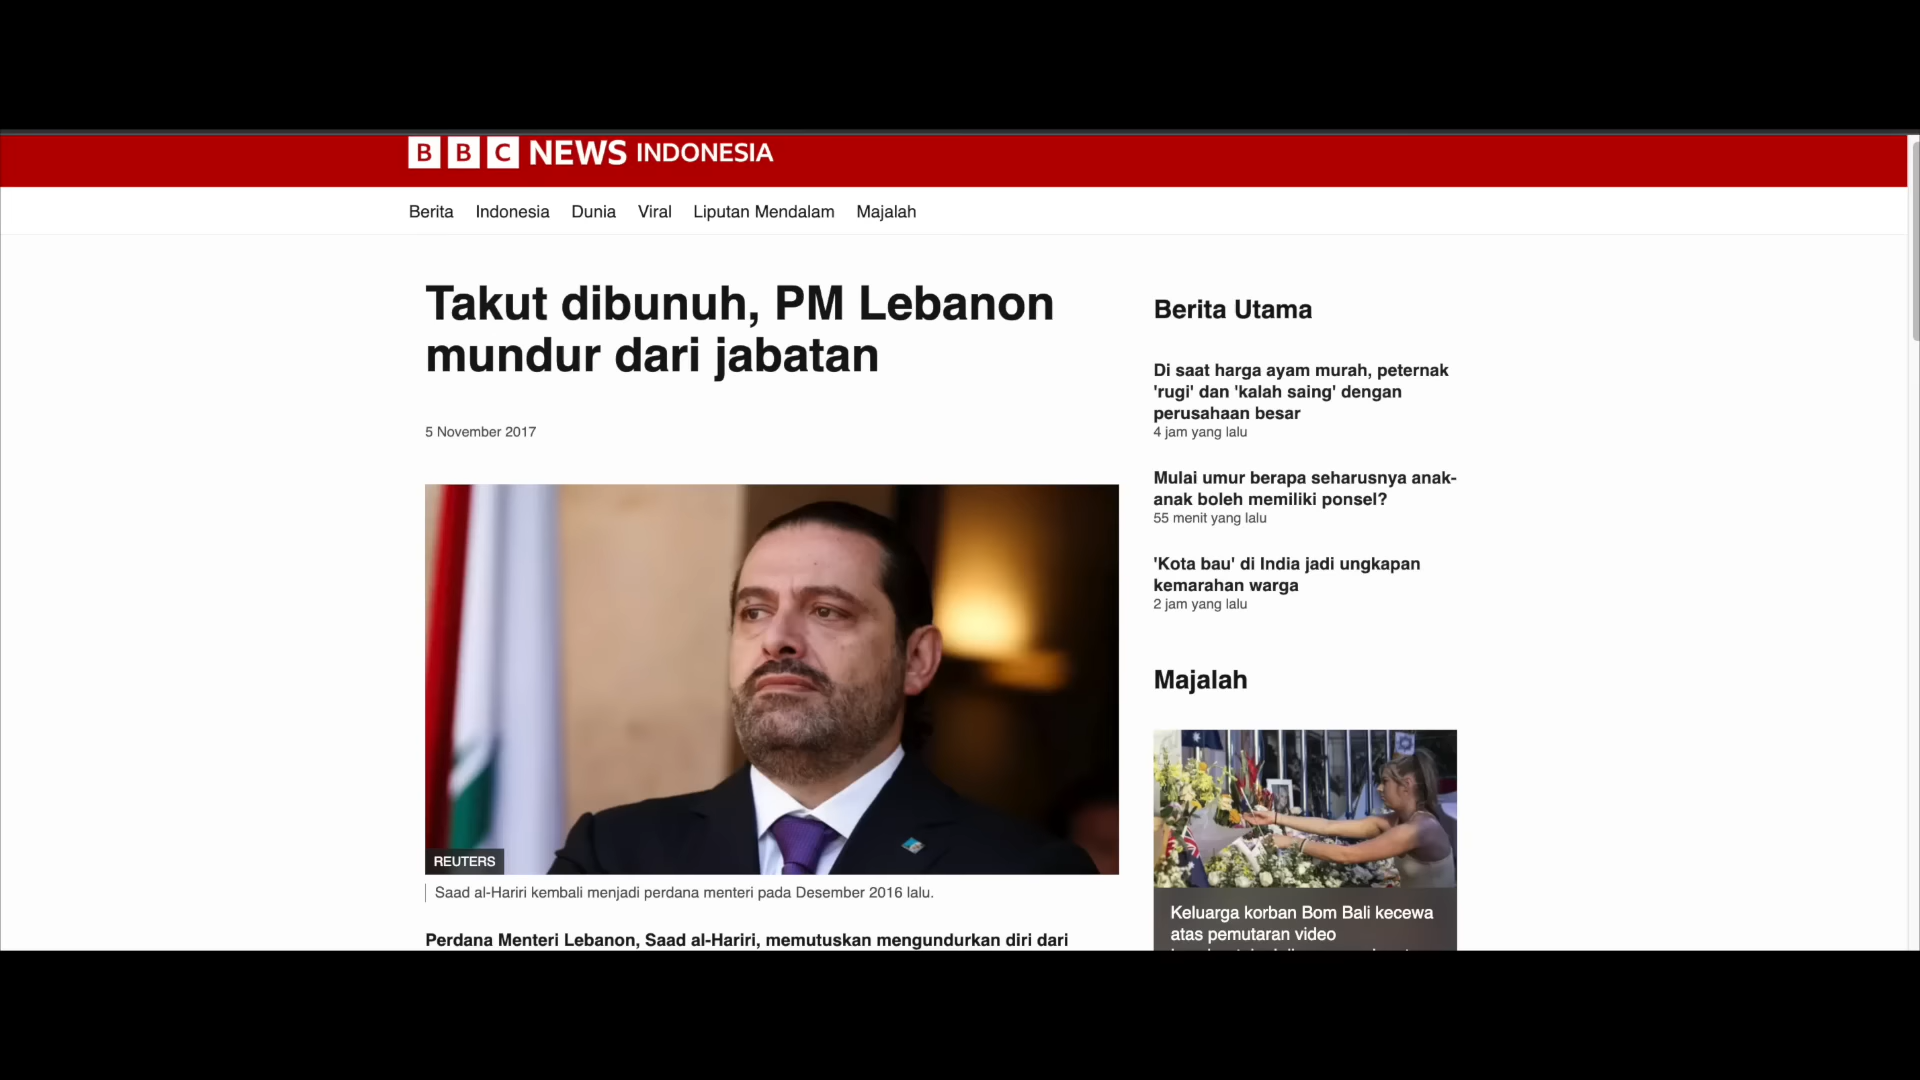 BBC NEWS INDONESIA
Berita Indonesia Dunia Viral Liputan Mendalam Majalah
Takut dibunuh, PM Lebanon
mundur dari jabatan
5 November 2017
REUTERS
Saad al-Hariri kembali menjadi perdana menteri pada Desember 2016 lalu.
Perdana Menteri Lebanon, Saad al-Hariri, memutuskan mengundurkan diri dari
Berita Utama
Di saat harga ayam murah, peternak
'rugi' dan 'kalah saing' dengan
perusahaan besar
4 jam yang lalu
Mulai umur berapa seharusnya anak-
anak boleh memiliki ponsel?
55 menit yang lalu
'Kota bau' di India jadi ungkapan
kemarahan warga
2 jam yang lalu
Majalah
Keluarga korban Bom Bali kecewa
atas pemutaran video